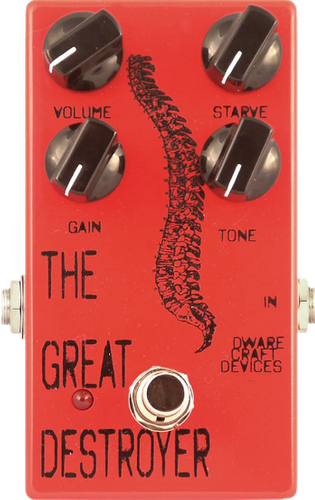 VOLUME STARVE
GAIN TONE
THE
IN
GREAT
DWARF
CRAFT
DEVICES
DESTROYER